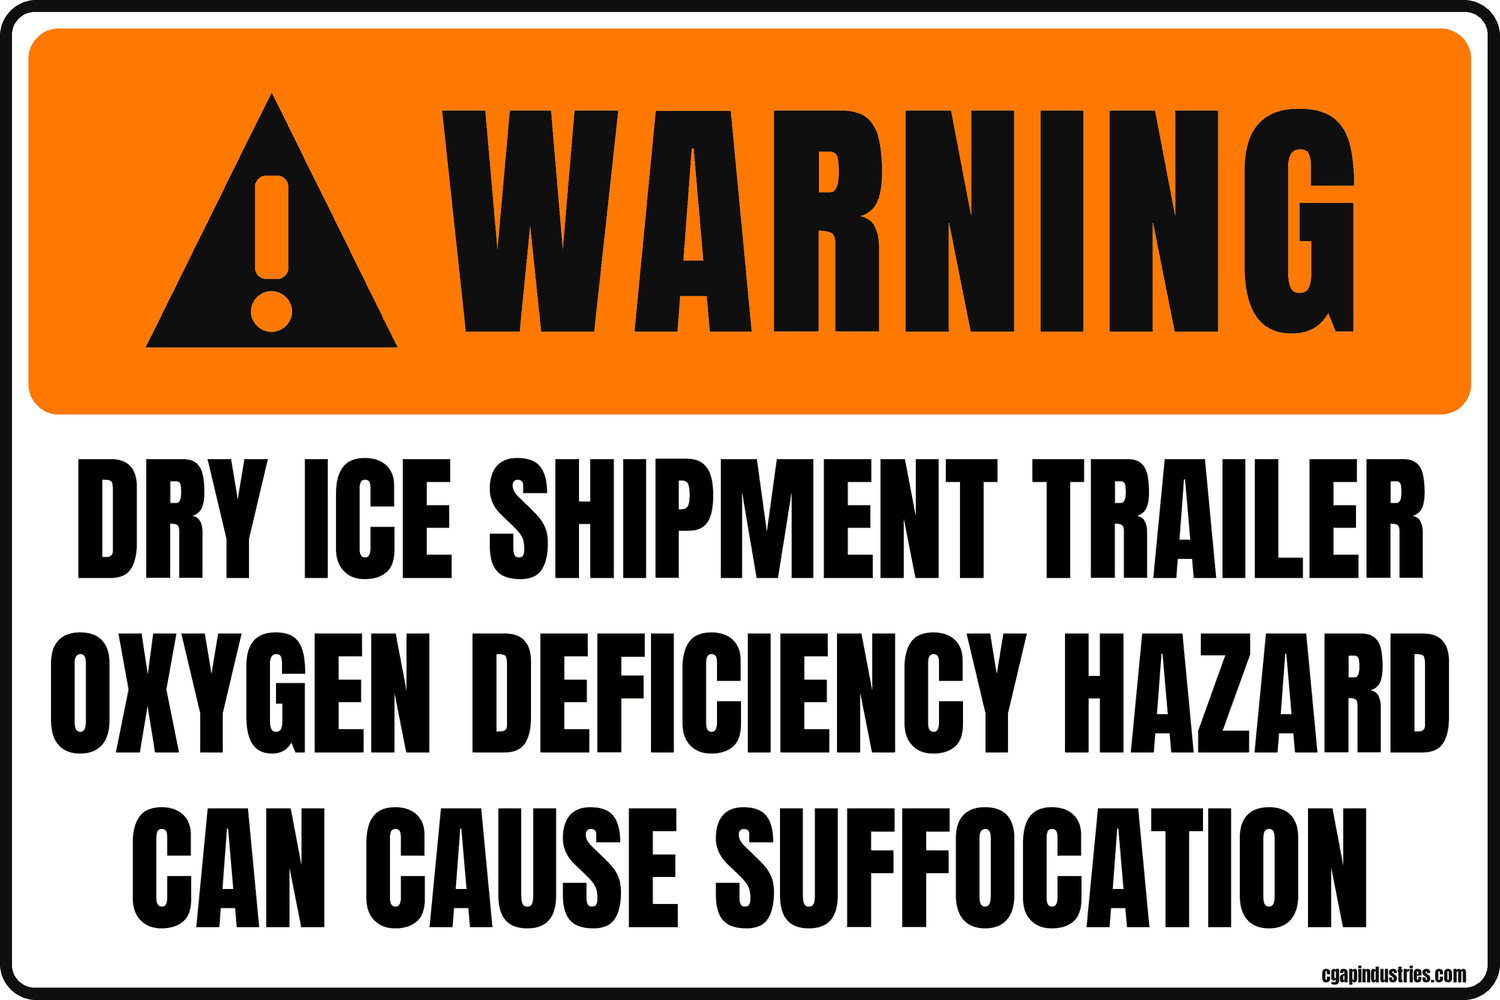 WARNING
DRY ICE SHIPMENT TRAILER
OXYGEN DEFICIENCY HAZARD
CAN CAUSE SUFFOCATION
cgapindustries.com